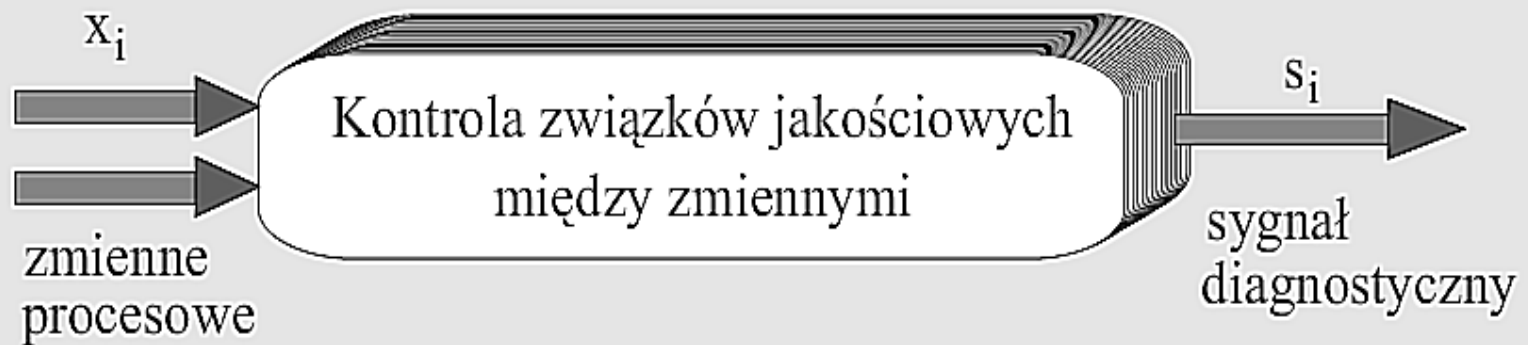 xi
Kontrola związków jakościowych
między zmiennymi
zmienne
procesowe
si
sygnał
diagnostyczny